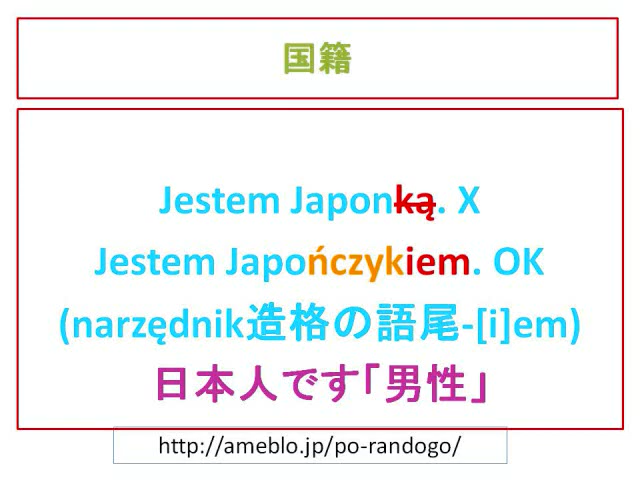 国籍
Jestem Japonką. X
Jestem Japończykiem. OK
(narzędnik造格の語尾-[i]em)
日本人です「男性」
http://ameblo.jp/po-randogo/